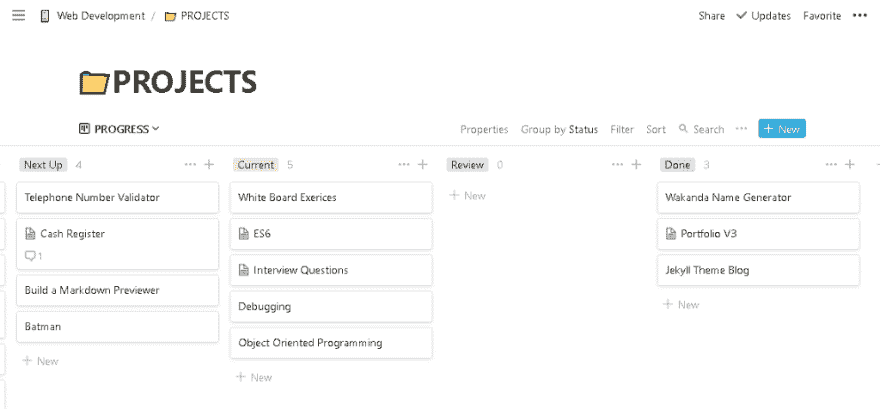 Web Development / PROJECTS
Share Updates Favorite
PROJECTS
PROGRESS
Properties Group by Status Filter Sort Search New
Next Up 4
Telephone Number Validator
Cash Register
1
Build a Markdown Previewer
Batman
New
Current 5
White Board Exerices
ES6
Interview Questions
Debugging
Object Oriented Programming
New
Review 0
New
Done 3
Wakanda Name Generator
Portfolio V3
Jekyll Theme Blog
New